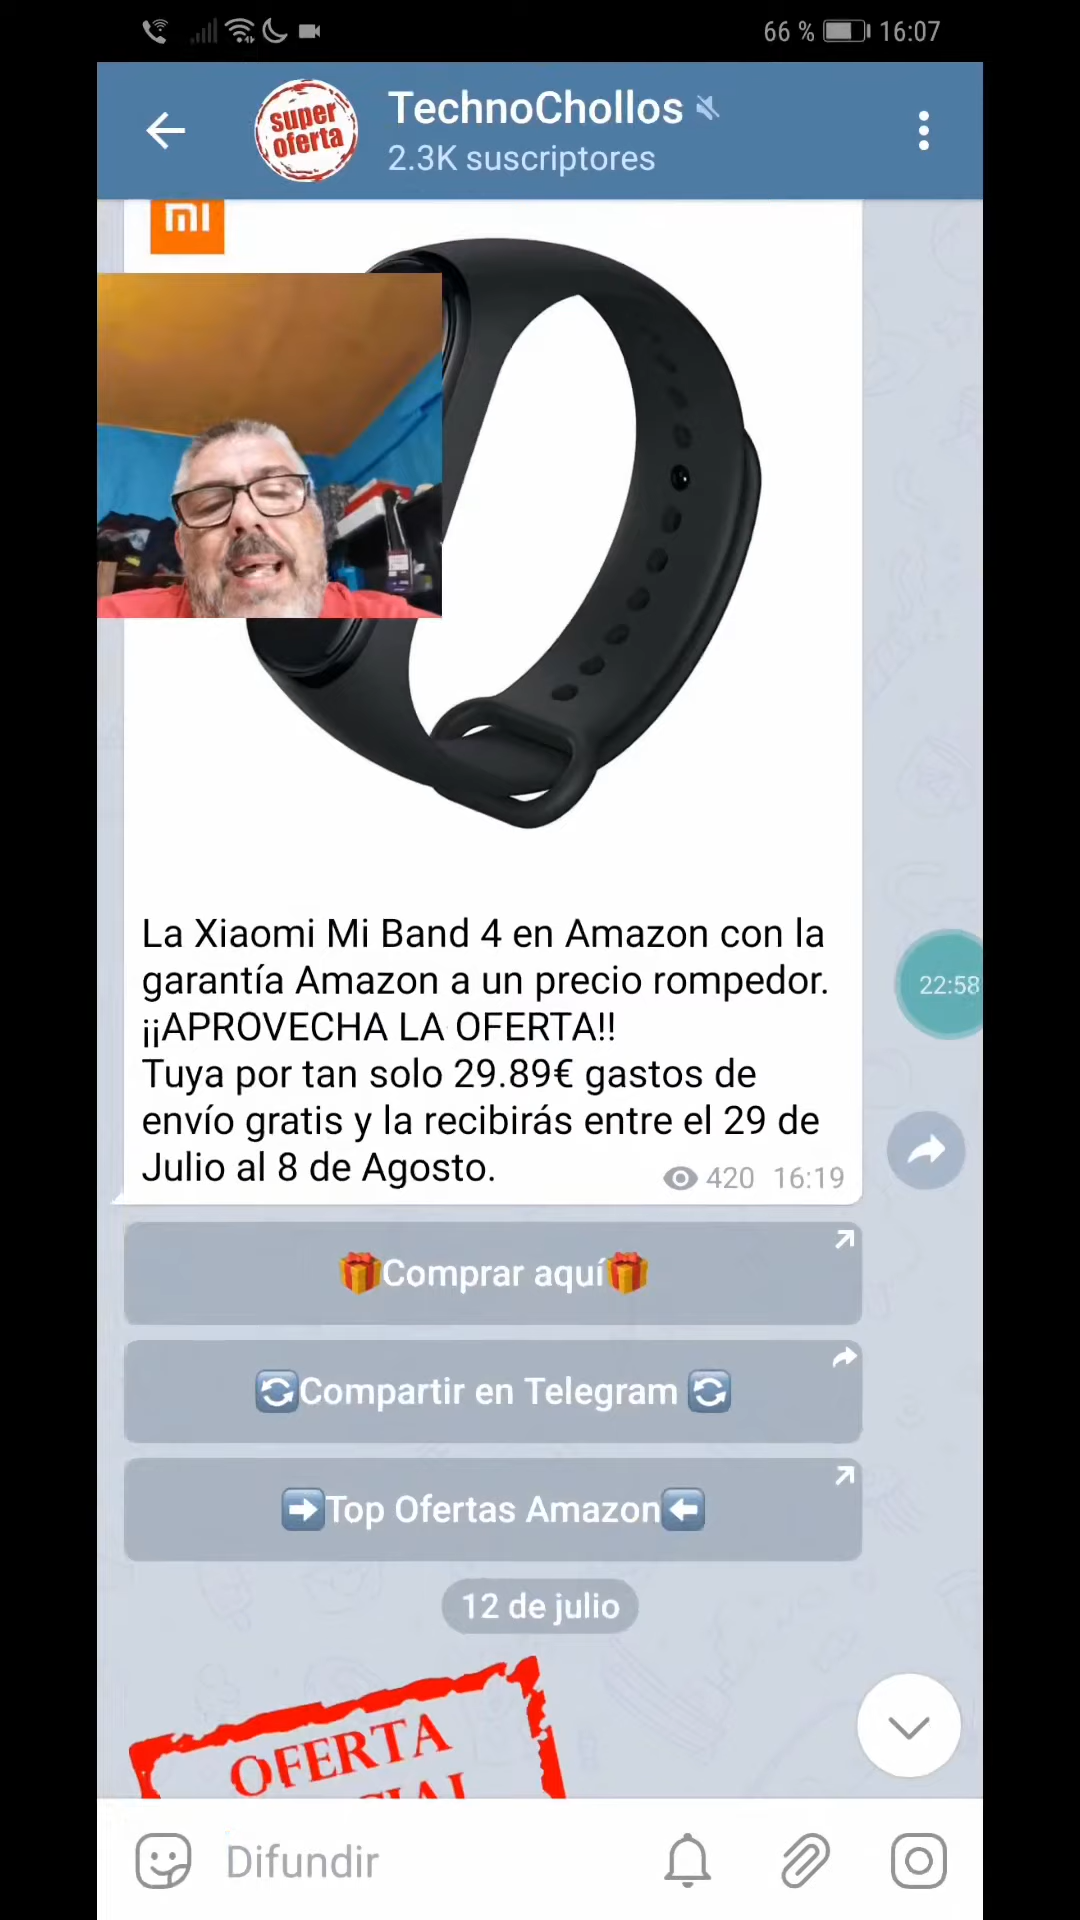 66 % 16:07
TechnoChollos
2.3K suscriptores
super
oferta
mi
La Xiaomi Mi Band 4 en Amazon con la
garantía Amazon a un precio rompedor.
¡¡APROVECHA LA OFERTA!!
Tuya por tan solo 29.89€ gastos de
envío gratis y la recibirás entre el 29 de
Julio al 8 de Agosto.
420 16:19
22:58
🎁Comprar aquí🎁
🔄Compartir en Telegram 🔄
➡️Top Ofertas Amazon⬅️
12 de julio
OFERTA
Difundir